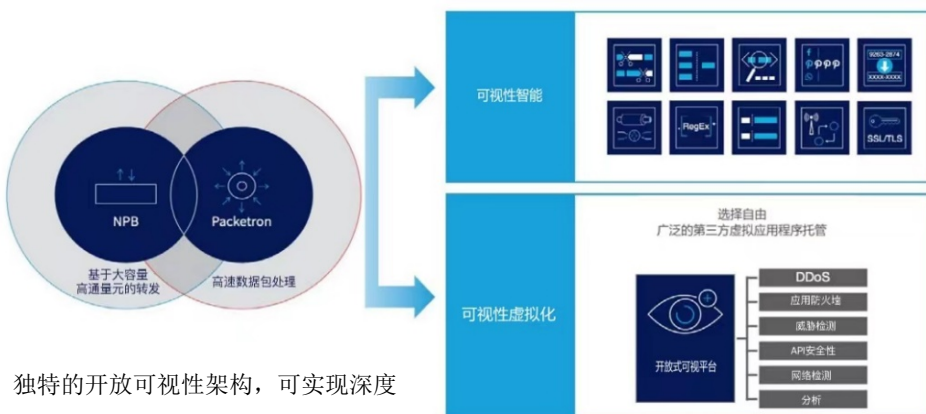 NPB
基于大容量
高通量元的转发
Packetron
高速数据包处理
独特的开放可视性架构，可实现深度
可视性智能
9263-2874
XXXX-XXXX
RegEx
SSL/TLS
可视性虚拟化
选择自由
广泛的第三方虚拟应用程序托管
开放式可视平台
DDoS
应用防火墙
威胁检测
API安全性
网络检测
分析